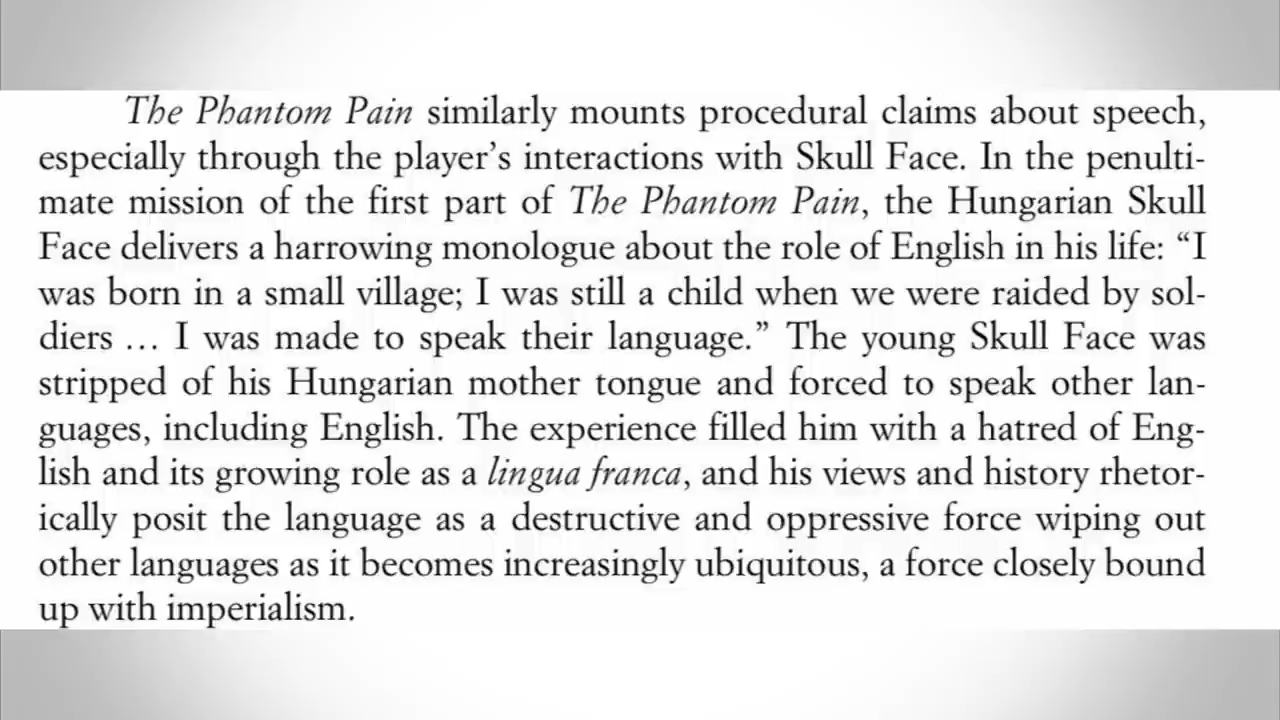 The Phantom Pain similarly mounts procedural claims about speech,
especially through the player’s interactions with Skull Face. In the penulti-
mate mission of the first part of The Phantom Pain, the Hungarian Skull
Face delivers a harrowing monologue about the role of English in his life: “I
was born in a small village; I was still a child when we were raided by sol-
diers … I was made to speak their language.” The young Skull Face was
stripped of his Hungarian mother tongue and forced to speak other lan-
guages, including English. The experience filled him with a hatred of Eng-
lish and its growing role as a lingua franca, and his views and history rhetor-
ically posit the language as a destructive and oppressive force wiping out
other languages as it becomes increasingly ubiquitous, a force closely bound
up with imperialism.